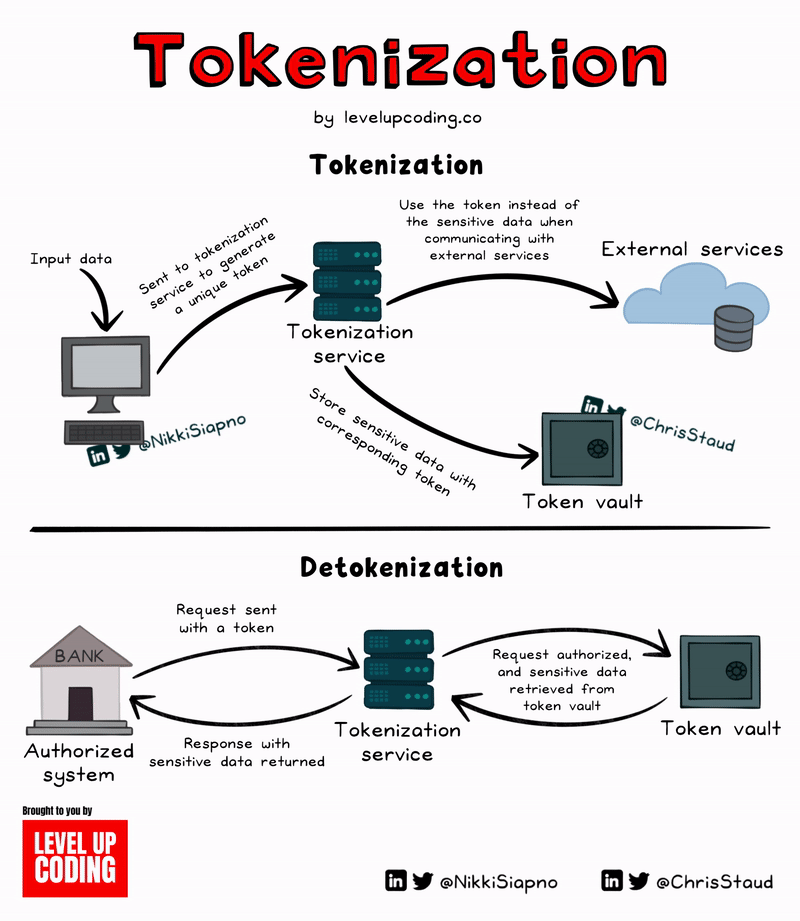 Tokenization
by levelupcoding.co
Tokenization
Input data
Sent to tokenization
service to generate
a unique token
Use the token instead of
the sensitive data when
communicating with
external services
External services
Tokenization
service
Store sensitive data with
corresponding token
@NikkiSiapno
@ChrisStaud
Token vault
Detokenization
Request sent
with a token
BANK
Authorized
system
Response with
sensitive data returned
Tokenization
service
Request authorized,
and sensitive data
retrieved from
token vault
Token vault
Brought to you by
LEVEL UP
CODING
in @NikkiSiapno
in @ChrisStaud